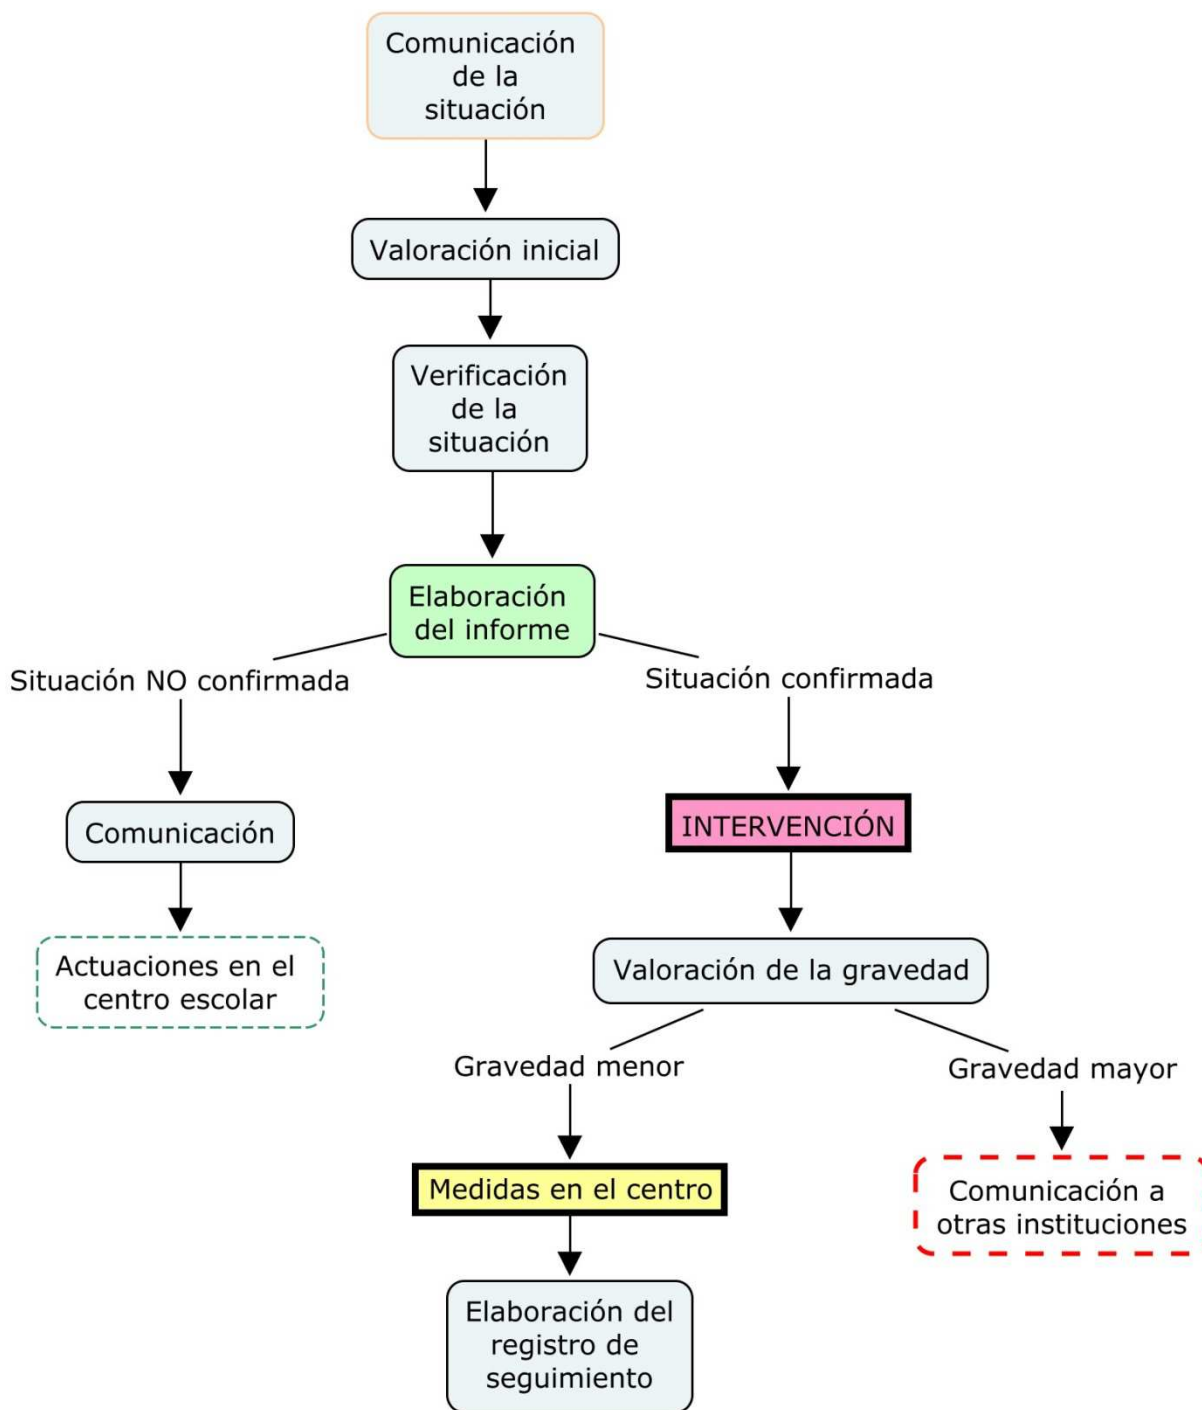 Comunicación
de la
situación
Valoración inicial
Verificación
de la
situación
Elaboración
del informe
Situación NO confirmada
Situación confirmada
Comunicación
INTERVENCIÓN
Actuaciones en el
centro escolar
Valoración de la gravedad
Gravedad menor
Gravedad mayor
Medidas en el centro
Comunicación a
otras instituciones
Elaboración del
registro de
seguimiento